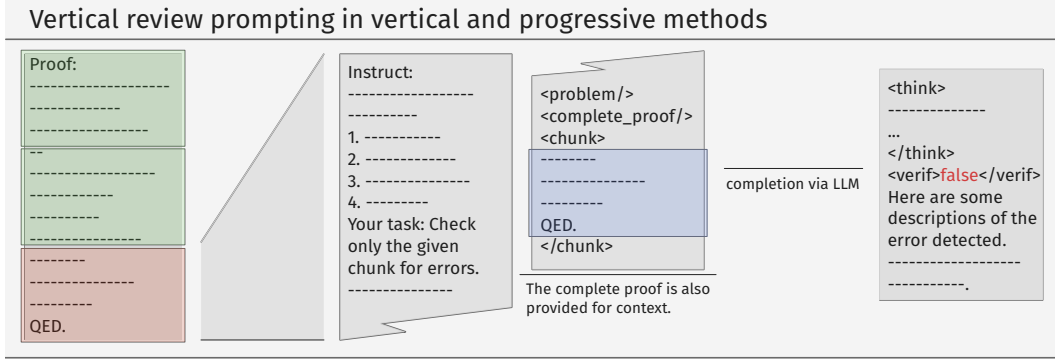 Vertical review prompting in vertical and progressive methods
Proof:
--------------------
-------------
-----------------
--
------------------
------------
----------
----------------
--------
---------------
---------
QED.
Instruct:
------------------
----------
1. -----------
2. -------------
3. ---------------
4. ---------
Your task: Check
only the given
chunk for errors.
---------------
<problem/>
<complete_proof/>
<chunk>
--------
---------------
---------
QED.
</chunk>
The complete proof is also
provided for context.
completion via LLM
<think>
--------------
...
</think>
<verif>false</verif>
Here are some
descriptions of the
error detected.
-------------------
-----------.